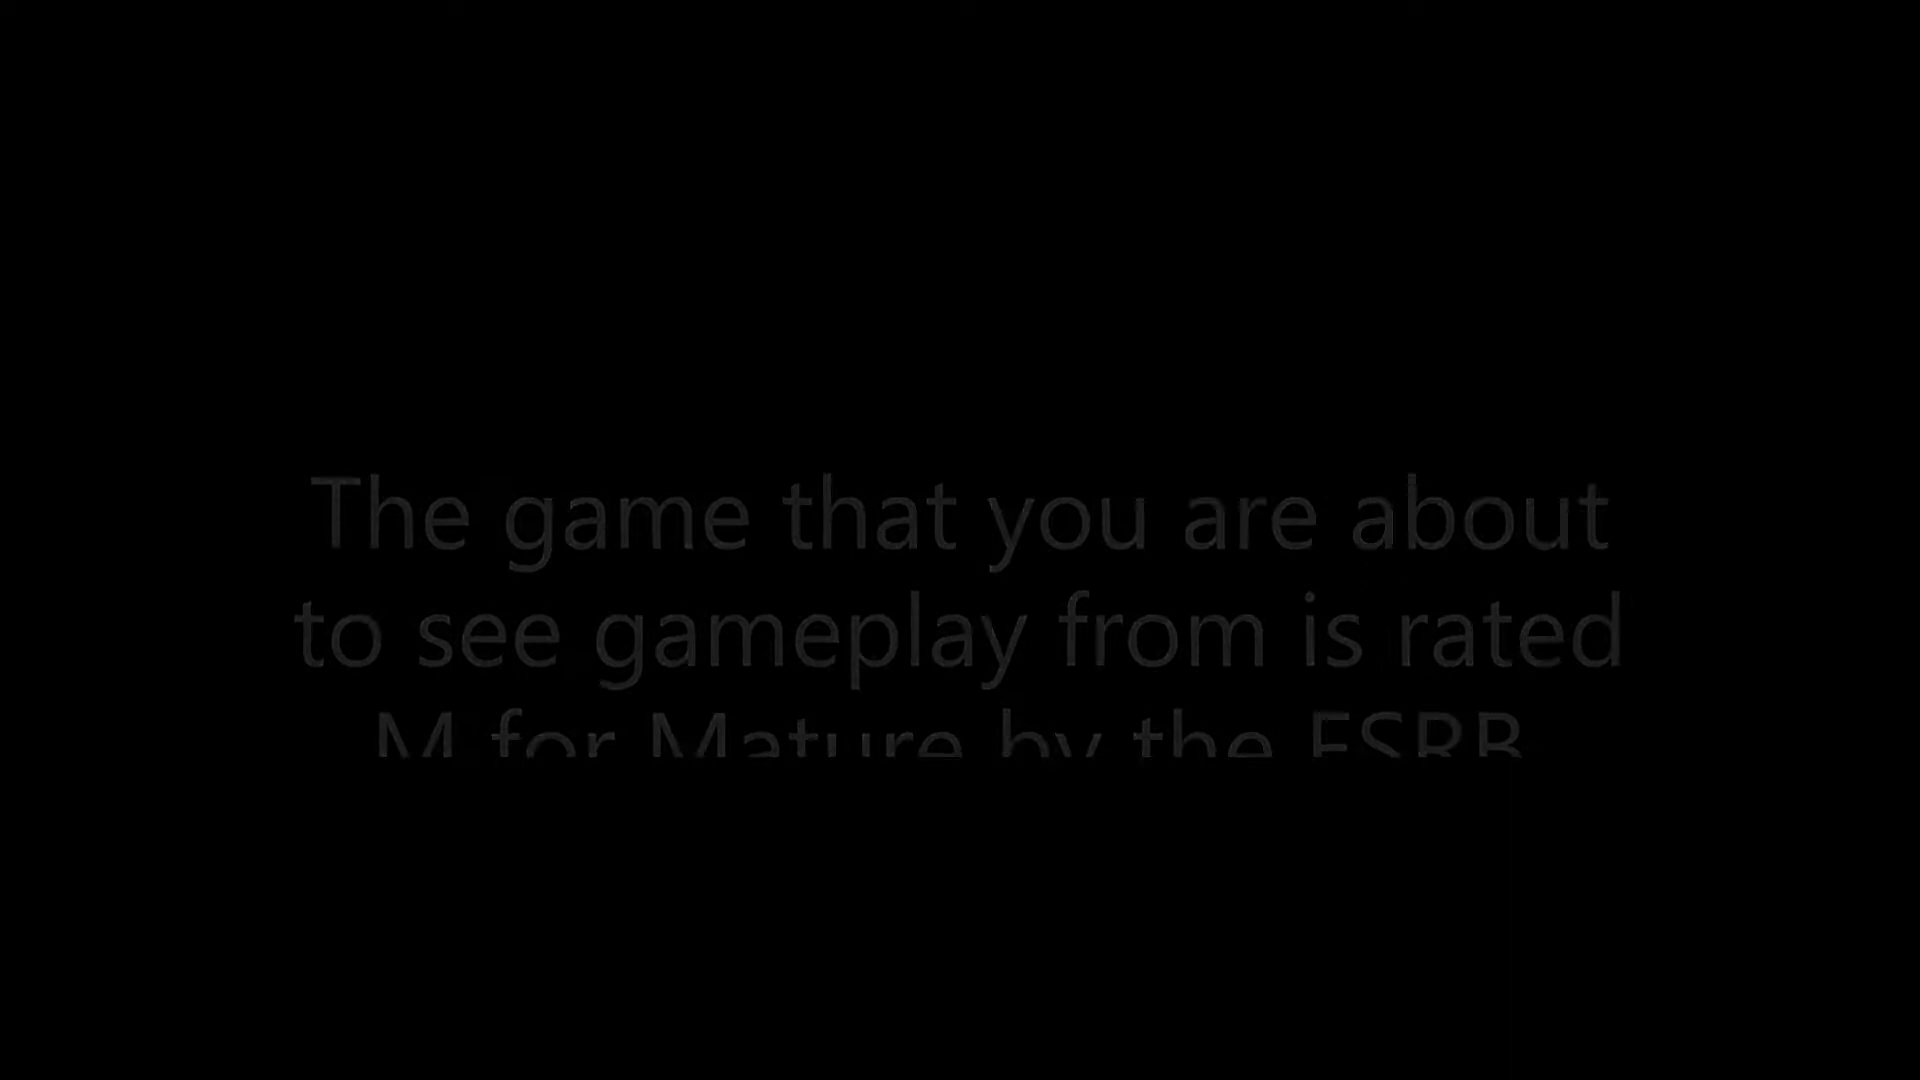 The game that you are about
to see gameplay from is rated
M for Mature by the ESRB